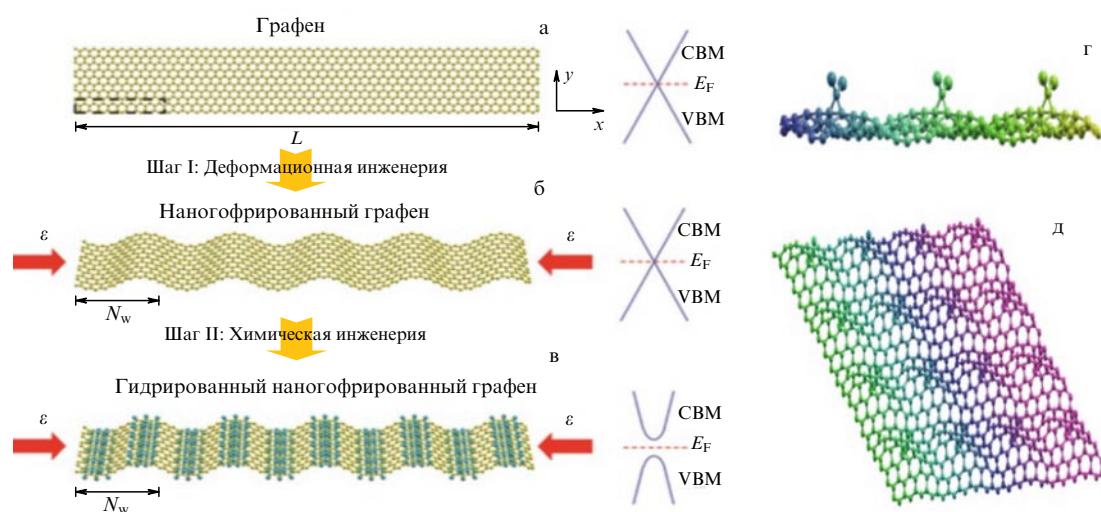 Графен
а
y
x
L
CBM
E_F
VBM
г
Шаг I: Деформационная инженерия
б
Наногофрированный графен
ε
ε
N_w
CBM
E_F
VBM
д
Шаг II: Химическая инженерия
в
Гидрированный наногофрированный графен
ε
ε
N_w
CBM
E_F
VBM